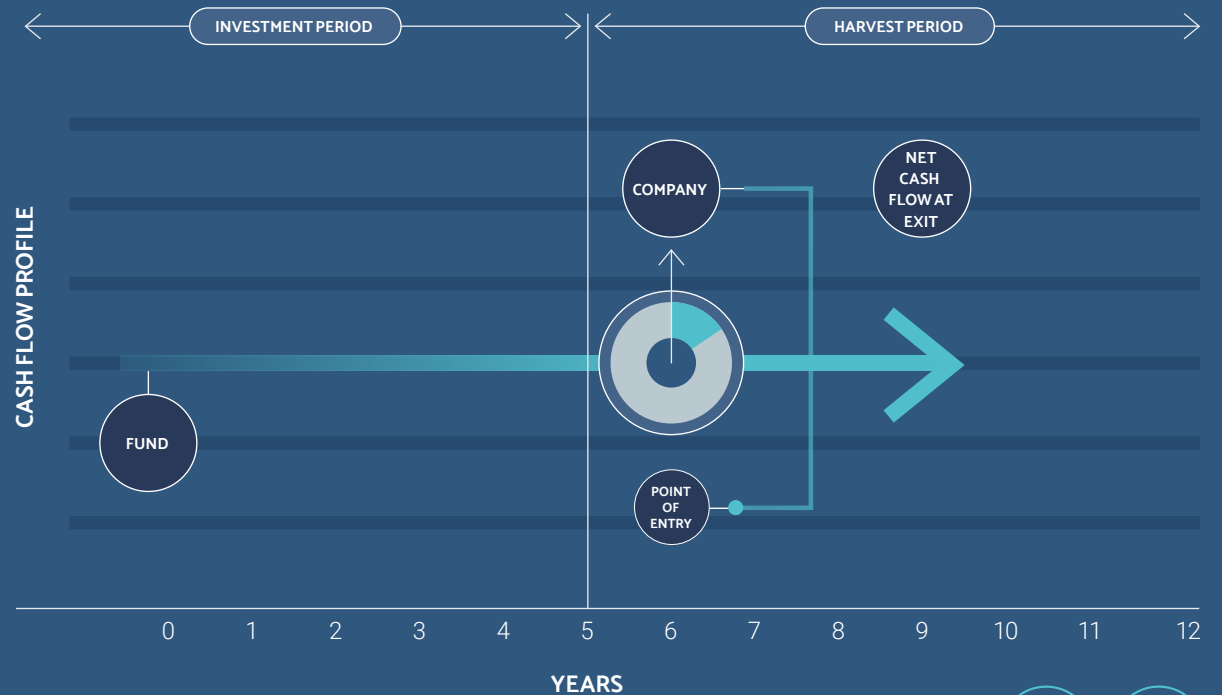 INVESTMENT PERIOD
HARVEST PERIOD
CASH FLOW PROFILE
COMPANY
NET
CASH
FLOW AT
EXIT
FUND
POINT
OF
ENTRY
0 1 2 3 4 5 6 7 8 9 10 11 12
YEARS